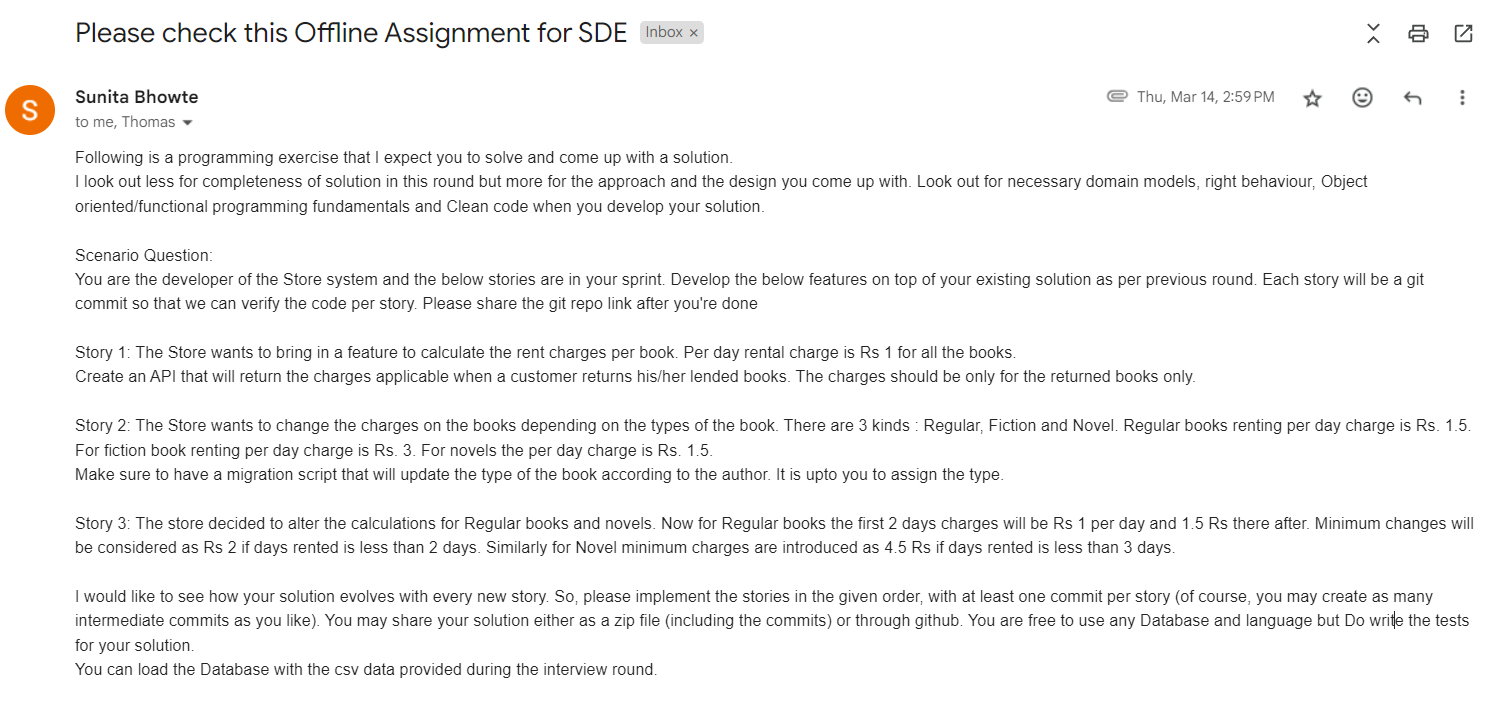 Please check this Offline Assignment for SDE Inbox ×
S
Sunita Bhowte
Thu, Mar 14, 2:59 PM
to me, Thomas
Following is a programming exercise that I expect you to solve and come up with a solution.
I look out less for completeness of solution in this round but more for the approach and the design you come up with. Look out for necessary domain models, right behaviour, Object
oriented/functional programming fundamentals and Clean code when you develop your solution.
Scenario Question:
You are the developer of the Store system and the below stories are in your sprint. Develop the below features on top of your existing solution as per previous round. Each story will be a git
commit so that we can verify the code per story. Please share the git repo link after you're done
Story 1: The Store wants to bring in a feature to calculate the rent charges per book. Per day rental charge is Rs 1 for all the books.
Create an API that will return the charges applicable when a customer returns his/her lended books. The charges should be only for the returned books only.
Story 2: The Store wants to change the charges on the books depending on the types of the book. There are 3 kinds : Regular, Fiction and Novel. Regular books renting per day charge is Rs. 1.5.
For fiction book renting per day charge is Rs. 3. For novels the per day charge is Rs. 1.5.
Make sure to have a migration script that will update the type of the book according to the author. It is upto you to assign the type.
Story 3: The store decided to alter the calculations for Regular books and novels. Now for Regular books the first 2 days charges will be Rs 1 per day and 1.5 Rs there after. Minimum changes will
be considered as Rs 2 if days rented is less than 2 days. Similarly for Novel minimum charges are introduced as 4.5 Rs if days rented is less than 3 days.
I would like to see how your solution evolves with every new story. So, please implement the stories in the given order, with at least one commit per story (of course, you may create as many
intermediate commits as you like). You may share your solution either as a zip file (including the commits) or through github. You are free to use any Database and language but Do write the tests
for your solution.
You can load the Database with the csv data provided during the interview round.